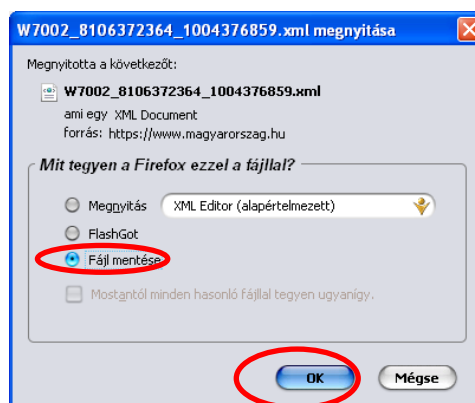 W7002_8106372364_1004376859.xml megnyitása
Megnyitotta a következőt:
W7002_8106372364_1004376859.xml
ami egy XML Document
forrás: https://www.magyarorszag.hu
Mit tegyen a Firefox ezzel a fájllal?
Megnyitás XML Editor (alapértelmezett)
FlashGot
Fájl mentése
Mostantól minden hasonló fájllal tegyen ugyanígy.
OK Mégse